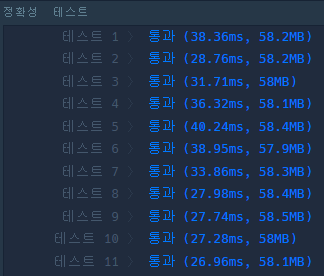 정확성 테스트
테스트 1 〉 통과 (38.36ms, 58.2MB)
테스트 2 〉 통과 (28.76ms, 58.2MB)
테스트 3 〉 통과 (31.71ms, 58MB)
테스트 4 〉 통과 (36.32ms, 58.1MB)
테스트 5 〉 통과 (40.24ms, 58.4MB)
테스트 6 〉 통과 (38.95ms, 57.9MB)
테스트 7 〉 통과 (33.86ms, 58.3MB)
테스트 8 〉 통과 (27.98ms, 58.4MB)
테스트 9 〉 통과 (27.74ms, 58.5MB)
테스트 10 〉 통과 (27.28ms, 58MB)
테스트 11 〉 통과 (26.96ms, 58.1MB)